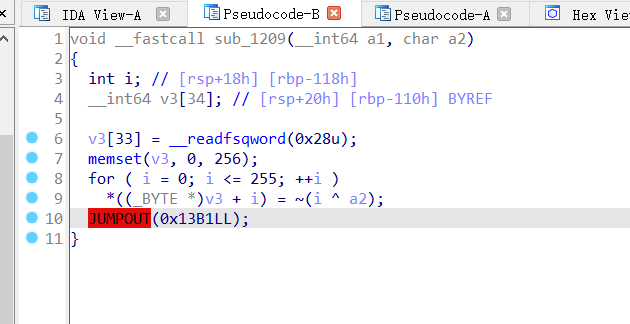 IDA View-A Pseudocode-B Pseudocode-A Hex View
1 void __fastcall sub_1209(__int64 a1, char a2)
2 {
3 int i; // [rsp+18h] [rbp-118h]
4 __int64 v3[34]; // [rsp+20h] [rbp-110h] BYREF
5
6 v3[33] = __readfsqword(0x28u);
7 memset(v3, 0, 256);
8 for ( i = 0; i <= 255; ++i )
9 *((_BYTE *)v3 + i) = ~(i ^ a2);
10 JUMPOUT(0x13B1LL);
11 }